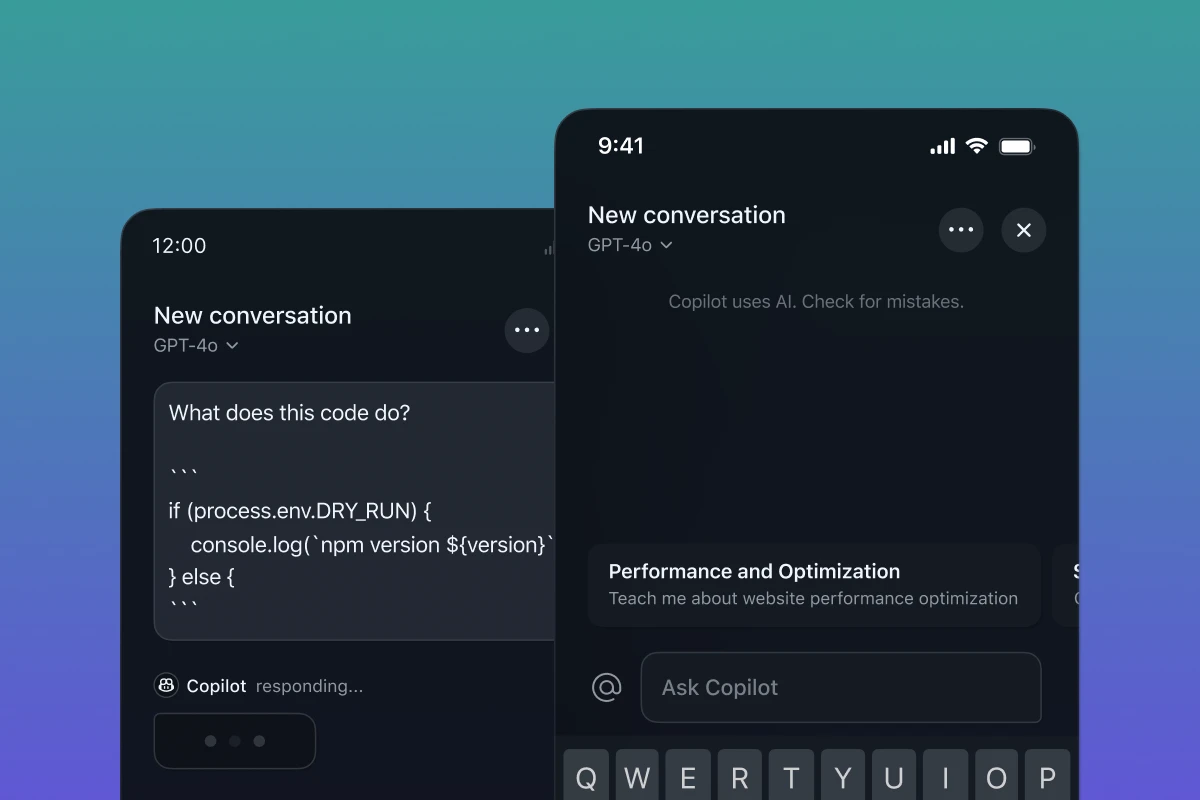 12:00
New conversation
GPT-4o
What does this code do?
```
if (process.env.DRY_RUN) {
    console.log(`npm version ${version}`
} else {
```
Copilot responding...
9:41
New conversation
GPT-4o
Copilot uses AI. Check for mistakes.
Performance and Optimization
Teach me about website performance optimization
@
Ask Copilot
Q W E R T Y U I O P